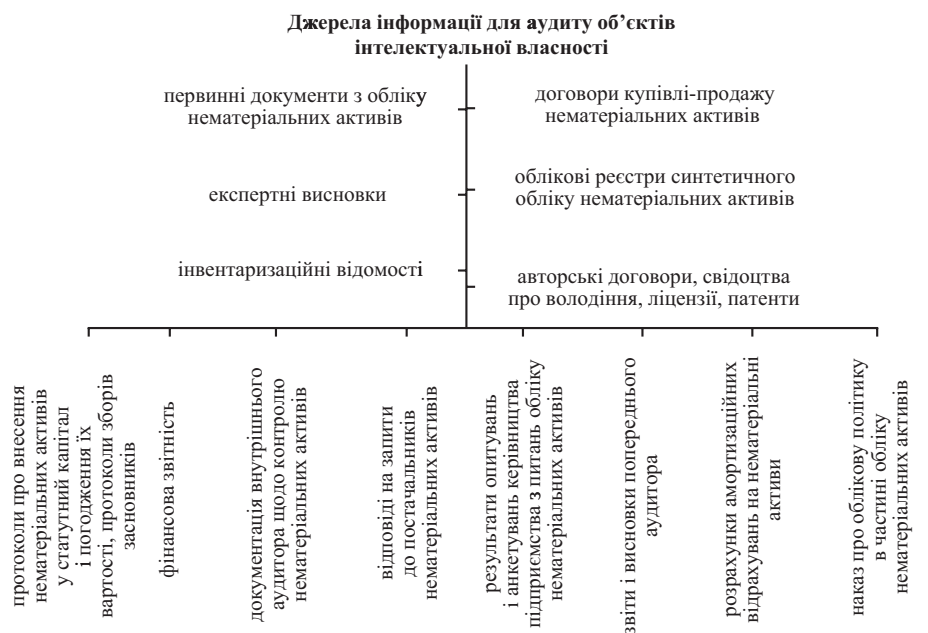 Джерела інформації для аудиту об’єктів
інтелектуальної власності
первинні документи з обліку
нематеріальних активів
договори купівлі-продажу
нематеріальних активів
експертні висновки
облікові реєстри синтетичного
обліку нематеріальних активів
інвентаризаційні відомості
авторські договори, свідоцтва
про володіння, ліцензії, патенти
протоколи про внесення
нематеріальних активів
у статутний капітал
і погодження їх
вартості, протоколи зборів
засновників
фінансова звітність
документація внутрішнього
аудитора щодо контролю
нематеріальних активів
відповіді на запити
до постачальників
нематеріальних активів
результати опитувань
і анкетувань керівництва
підприємства з питань обліку
нематеріальних активів
звіти і висновки попереднього
аудитора
розрахунки амортизаційних
відрахувань на нематеріальні
активи
наказ про облікову політику
в частині обліку
нематеріальних активів